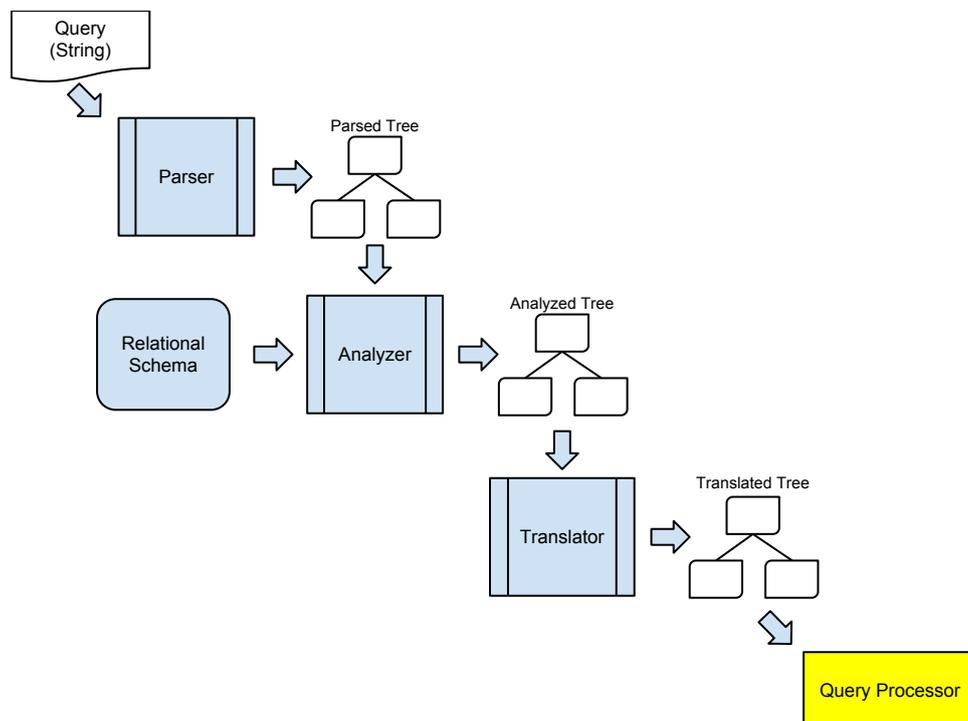 Query
(String)
Parsed Tree
Parser
Analyzed Tree
Relational
Schema
Analyzer
Translated Tree
Translator
Query Processor